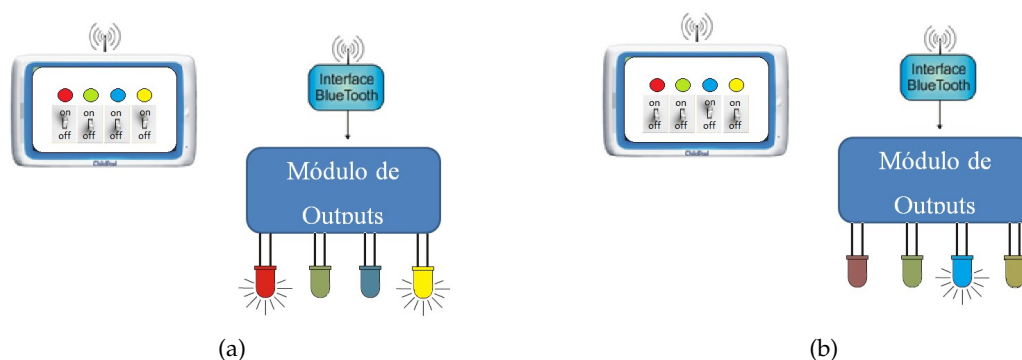 on on on on
off off off off
Interface
BlueTooth
Módulo de
Outputs
(a)
on on on on
off off off off
Interface
BlueTooth
Módulo de
Outputs
(b)